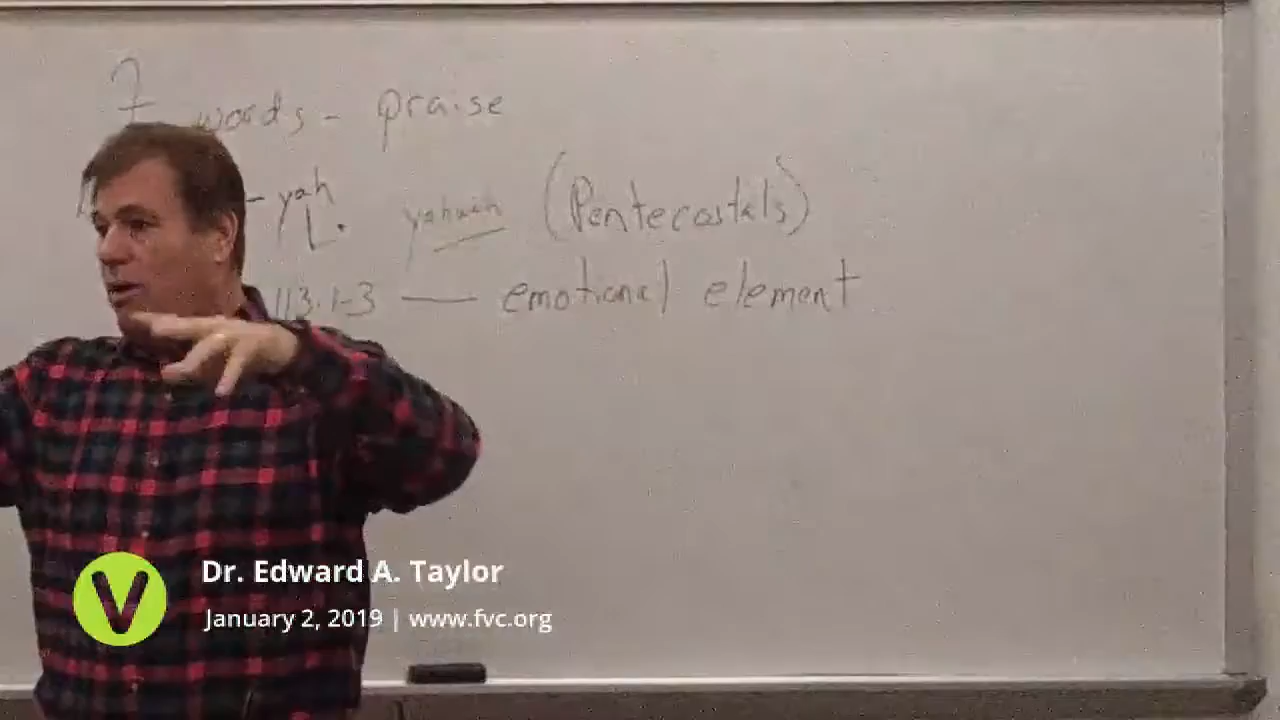 7 words - praise
- yah yahweh (Pentecostals)
113:1-3 — emotional element
V
Dr. Edward A. Taylor
January 2, 2019 | www.fvc.org